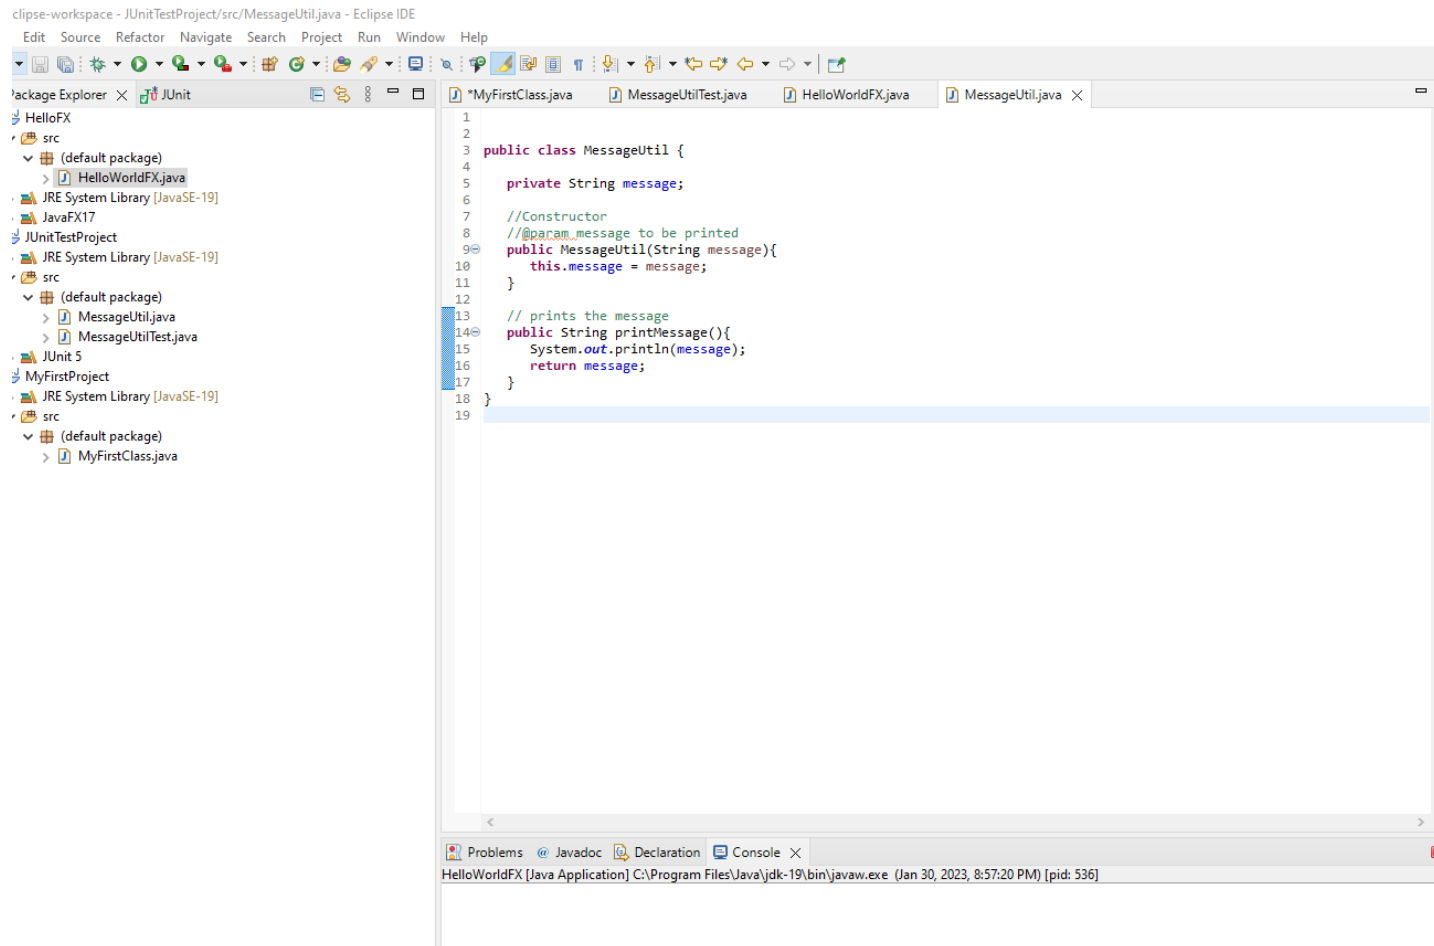 clipse-workspace - JUnitTestProject/src/MessageUtil.java - Eclipse IDE
Edit Source Refactor Navigate Search Project Run Window Help
Package Explorer JUnit
*MyFirstClass.java MessageUtilTest.java HelloWorldFX.java MessageUtil.java
HelloFX
src
(default package)
HelloWorldFX.java
JRE System Library [JavaSE-19]
JavaFX17
JUnitTestProject
JRE System Library [JavaSE-19]
src
(default package)
MessageUtil.java
MessageUtilTest.java
JUnit 5
MyFirstProject
JRE System Library [JavaSE-19]
src
(default package)
MyFirstClass.java
1
2
3 public class MessageUtil {
4
5 private String message;
6
7 //Constructor
8 //@param message to be printed
9 public MessageUtil(String message){
10 this.message = message;
11 }
12
13 // prints the message
14 public String printMessage(){
15 System.out.println(message);
16 return message;
17 }
18 }
19
Problems Javadoc Declaration Console
HelloWorldFX [Java Application] C:\Program Files\Java\jdk-19\bin\javaw.exe (Jan 30, 2023, 8:57:20 PM) [pid: 536]